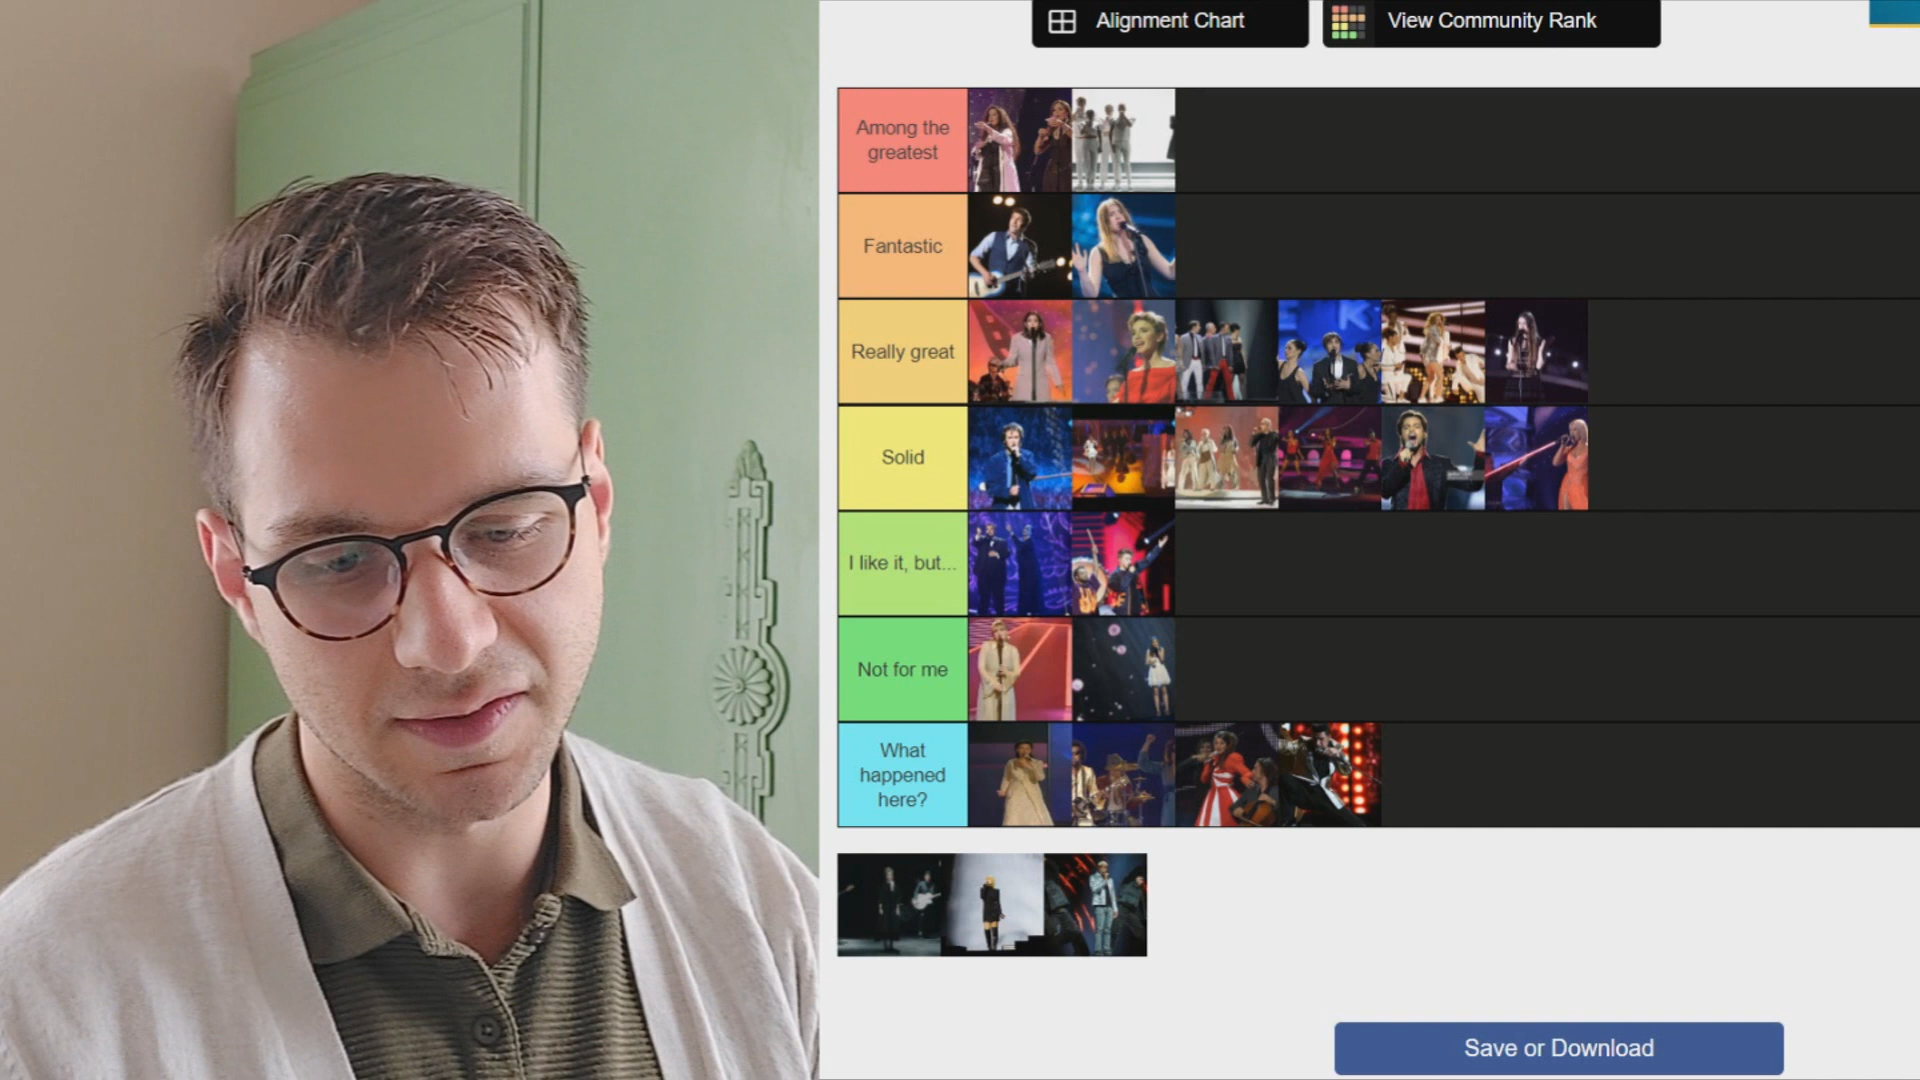 Alignment Chart
View Community Rank
Among the
greatest
Fantastic
Really great
Solid
I like it, but...
Not for me
What
happened
here?
Save or Download